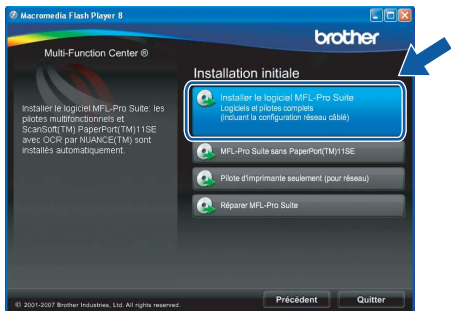 Macromedia Flash Player 8
brother
Multi-Function Center ®
Installation initiale
Installer le logiciel MFL-Pro Suite: les
pilotes multifonctionnels et
ScanSoft(TM) PaperPort(TM)11SE
avec OCR par NUANCE(TM) sont
installés automatiquement.
Installer le logiciel MFL-Pro Suite
Logiciels et pilotes complets
(incluant la configuration réseau câblé)
MFL-Pro Suite sans PaperPort(TM)11SE
Pilote d'imprimante seulement (pour réseau)
Réparer MFL-Pro Suite
© 2001-2007 Brother Industries, Ltd. All rights reserved.
Précédent
Quitter